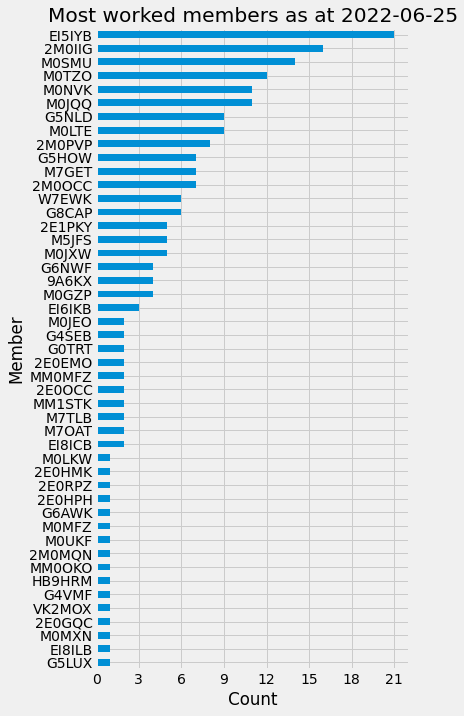 Most worked members as at 2022-06-25
EI5IYB
2M0IIG
M0SMU
M0TZO
M0NVK
M0JQQ
G5NLD
M0LTE
2M0PVP
G5HOW
M7GET
2M0OCC
W7EWK
G8CAP
2E1PKY
M5JFS
M0JXW
G6NWF
9A6KX
M0GZP
EI6IKB
M0JEO
G4SEB
G0TRT
2E0EMO
MM0MFZ
2E0OCC
MM1STK
M7TLB
M7OAT
EI8ICB
M0LKW
2E0HMK
2E0RPZ
2E0HPH
G6AWK
M0MFZ
M0UKF
2M0MQN
MM0OKO
HB9HRM
G4VMF
VK2MOX
2E0GQC
M0MXN
EI8ILB
G5LUX
Member
0 3 6 9 12 15 18 21
Count